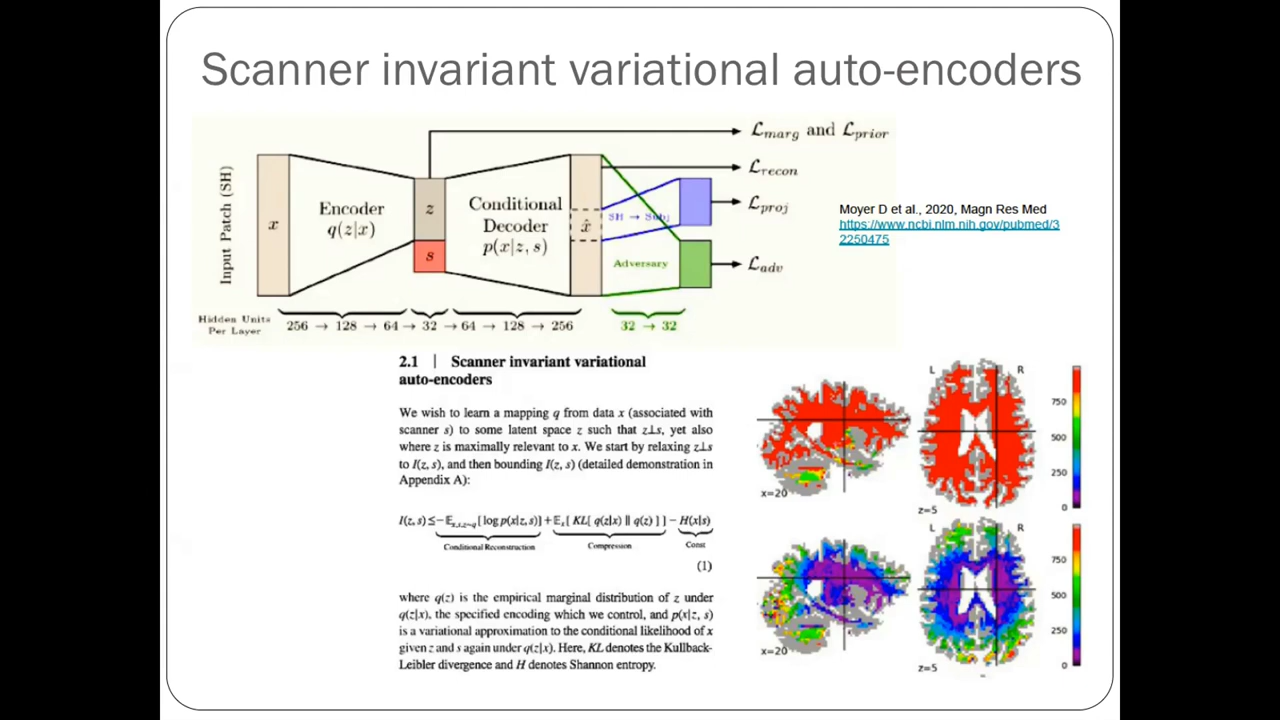 Scanner invariant variational auto-encoders
ℒmarg and ℒprior
ℒrecon
ℒproj
ℒadv
Input Patch (SH)
x
Encoder
q(z|x)
z
s
Conditional
Decoder
p(x|z, s)
x̂
SH → Subj
Adversary
Hidden Units
Per Layer
256 → 128 → 64 → 32 → 64 → 128 → 256
32 → 32
Moyer D et al., 2020, Magn Res Med
https://www.ncbi.nlm.nih.gov/pubmed/3
2250475
2.1 | Scanner invariant variational
auto-encoders
We wish to learn a mapping q from data x (associated with
scanner s) to some latent space z such that z⊥s, yet also
where z is maximally relevant to x. We start by relaxing z⊥s
to I(z, s), and then bounding I(z, s) (detailed demonstration in
Appendix A):
I(z, s) ≤ −𝔼x,s,z~q[ log p(x|z, s)] + 𝔼x[ KL[ q(z|x) ‖ q(z) ] ] − H(x|s)
Conditional Reconstruction Compression Const
(1)
where q(z) is the empirical marginal distribution of z under
q(z|x), the specified encoding which we control, and p(x|z, s)
is a variational approximation to the conditional likelihood of x
given z and s again under q(z|x). Here, KL denotes the Kullback-
Leibler divergence and H denotes Shannon entropy.
x=20
L R
z=5
750
500
250
0
x=20
L R
z=5
750
500
250
0